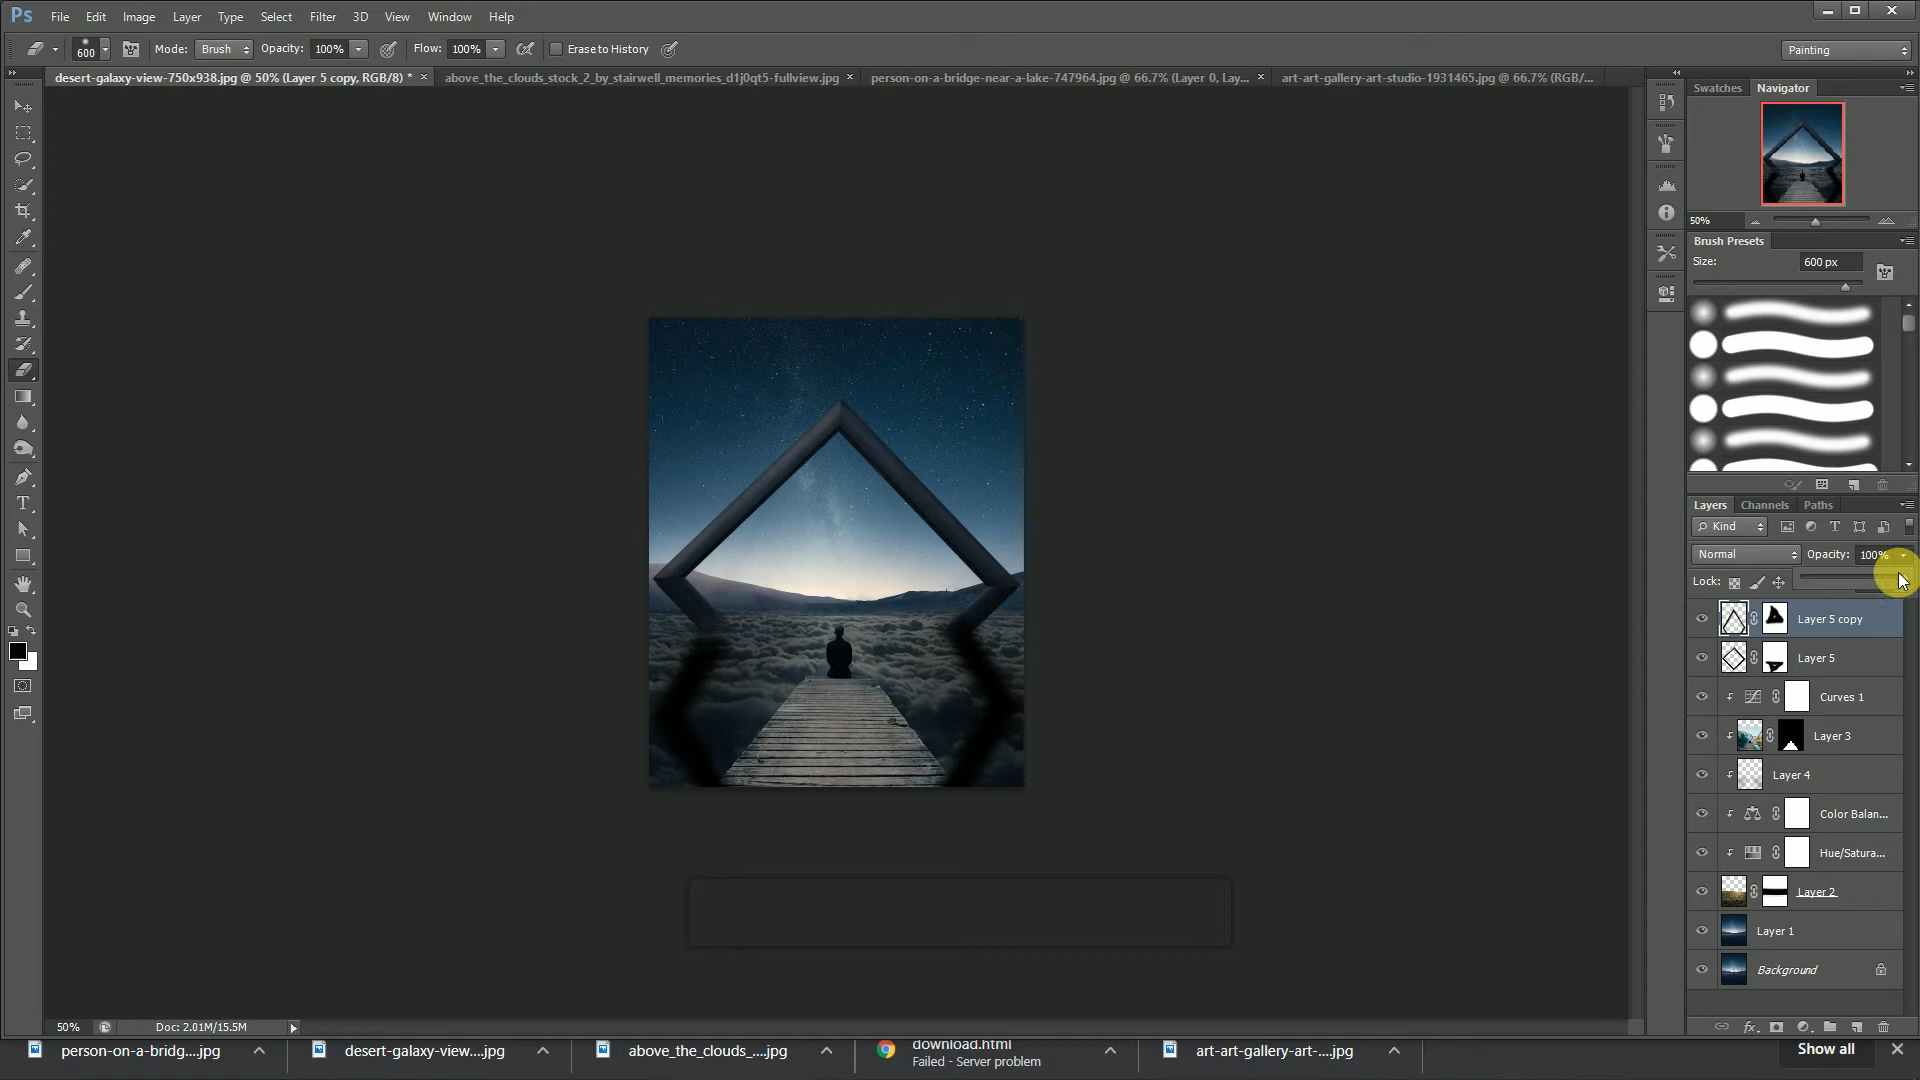 Ps File Edit Image Layer Type Select Filter 3D View Window Help
600 Mode: Brush Opacity: 100% Flow: 100% Erase to History Painting
desert-galaxy-view-750x938.jpg @ 50% (Layer 5 copy, RGB/8) * × above_the_clouds_stock_2_by_stairwell_memories_d1j0qt5-fullview.jpg × person-on-a-bridge-near-a-lake-747964.jpg @ 66.7% (Layer 0, Lay... × art-art-gallery-art-studio-1931465.jpg @ 66.7% (RGB/...
Swatches Navigator
50%
Brush Presets
Size: 600 px
Layers Channels Paths
Kind
Normal Opacity: 100%
Lock:
Layer 5 copy
Layer 5
Curves 1
Layer 3
Layer 4
Color Balan...
Hue/Satura...
Layer 2
Layer 1
Background
50% Doc: 2.01M/15.5M
person-on-a-bridg....jpg desert-galaxy-view....jpg above_the_clouds_....jpg download.html art-art-gallery-art-....jpg Show all
Failed - Server problem